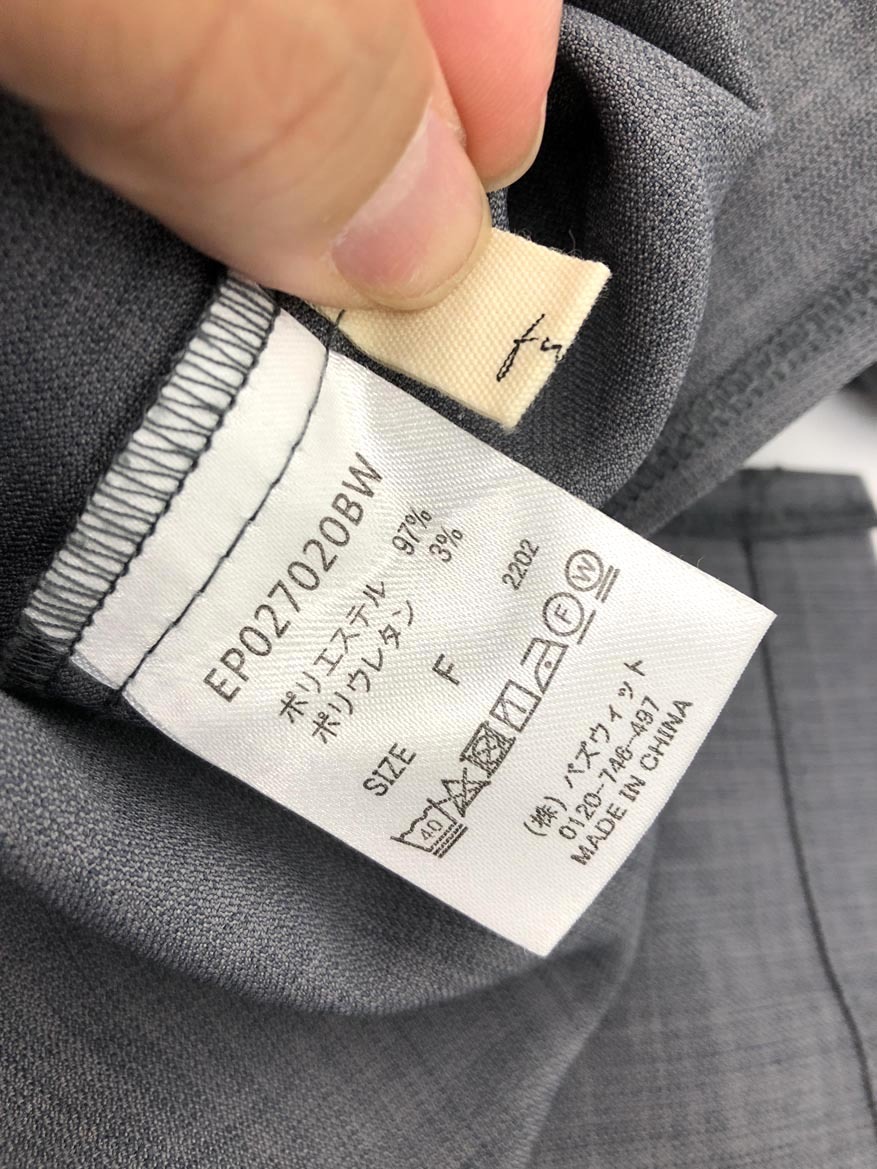 EP027020BW
ポリエステル 97%
ポリウレタン 3%
SIZE F 2202
40 F W
(株)パズウィット
0120-746-497
MADE IN CHINA